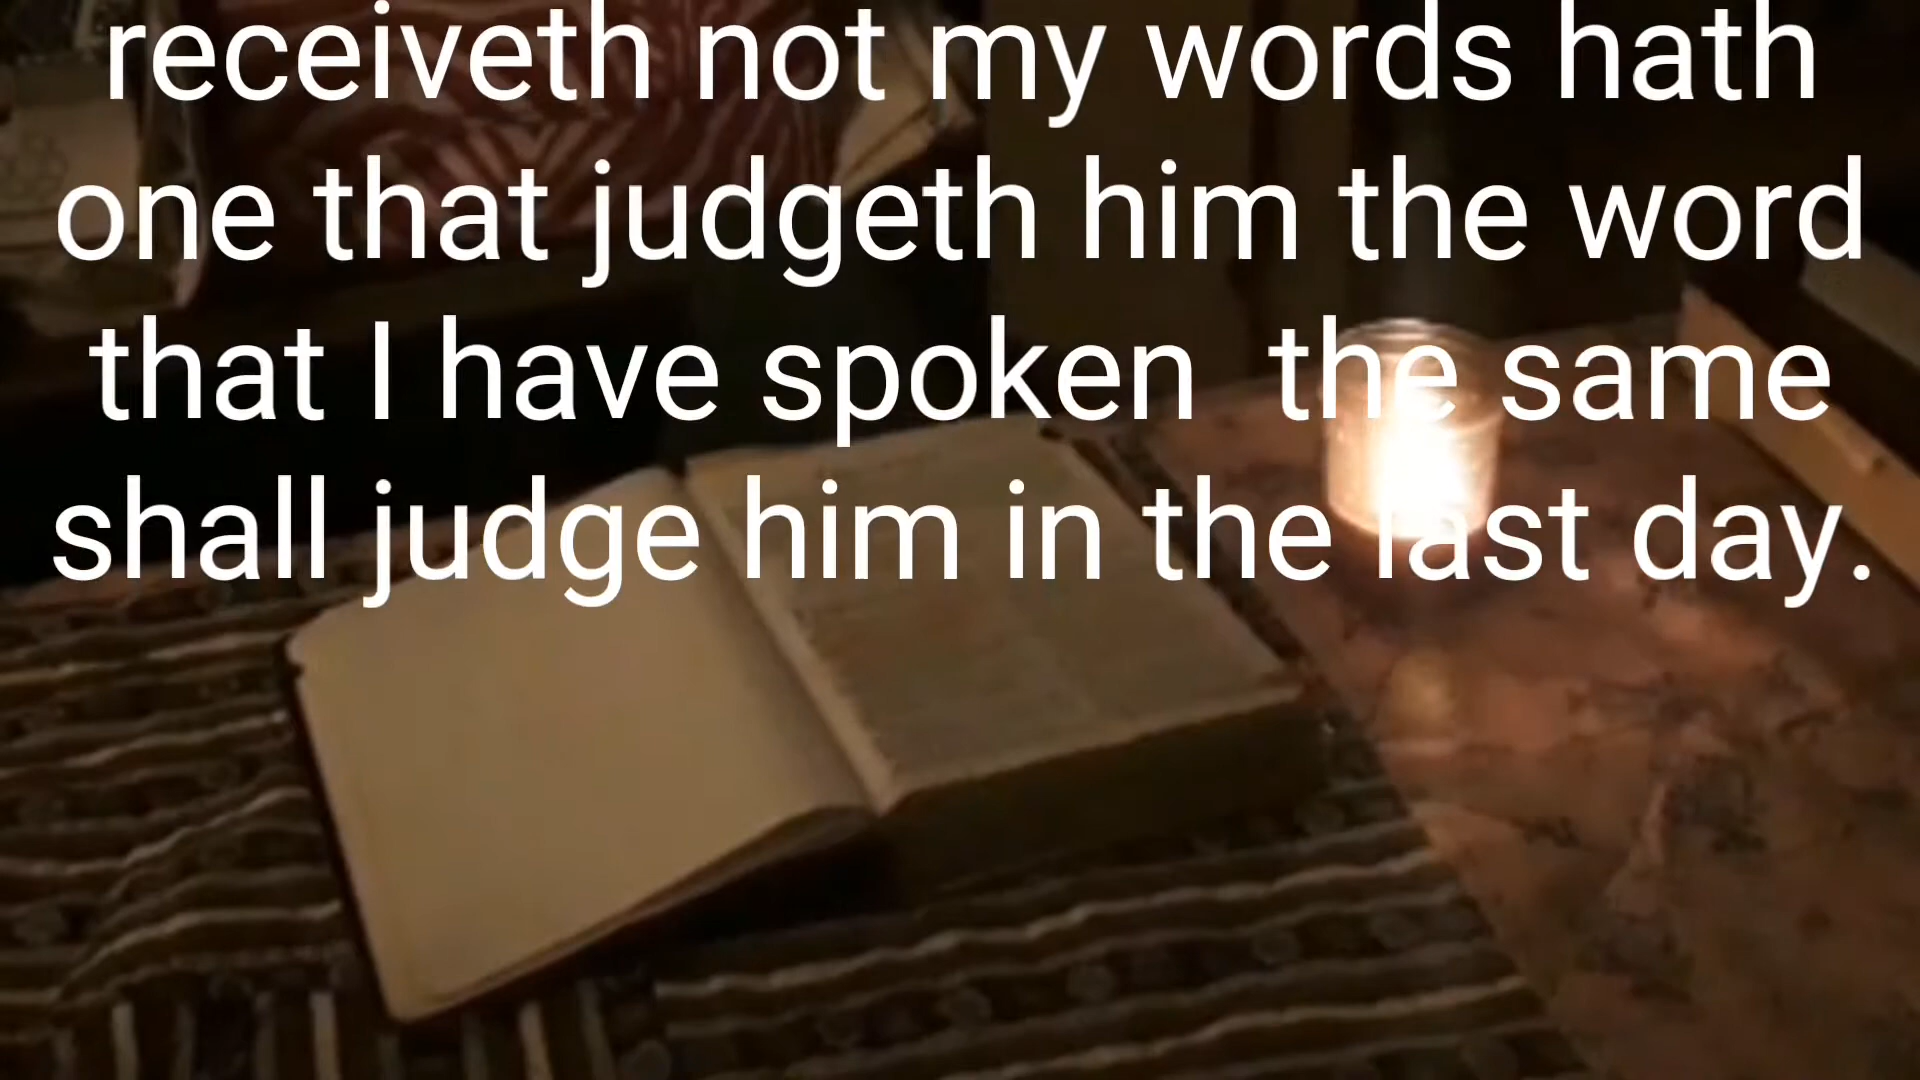 receiveth not my words hath
one that judgeth him the word
that I have spoken  the same
shall judge him in the last day.